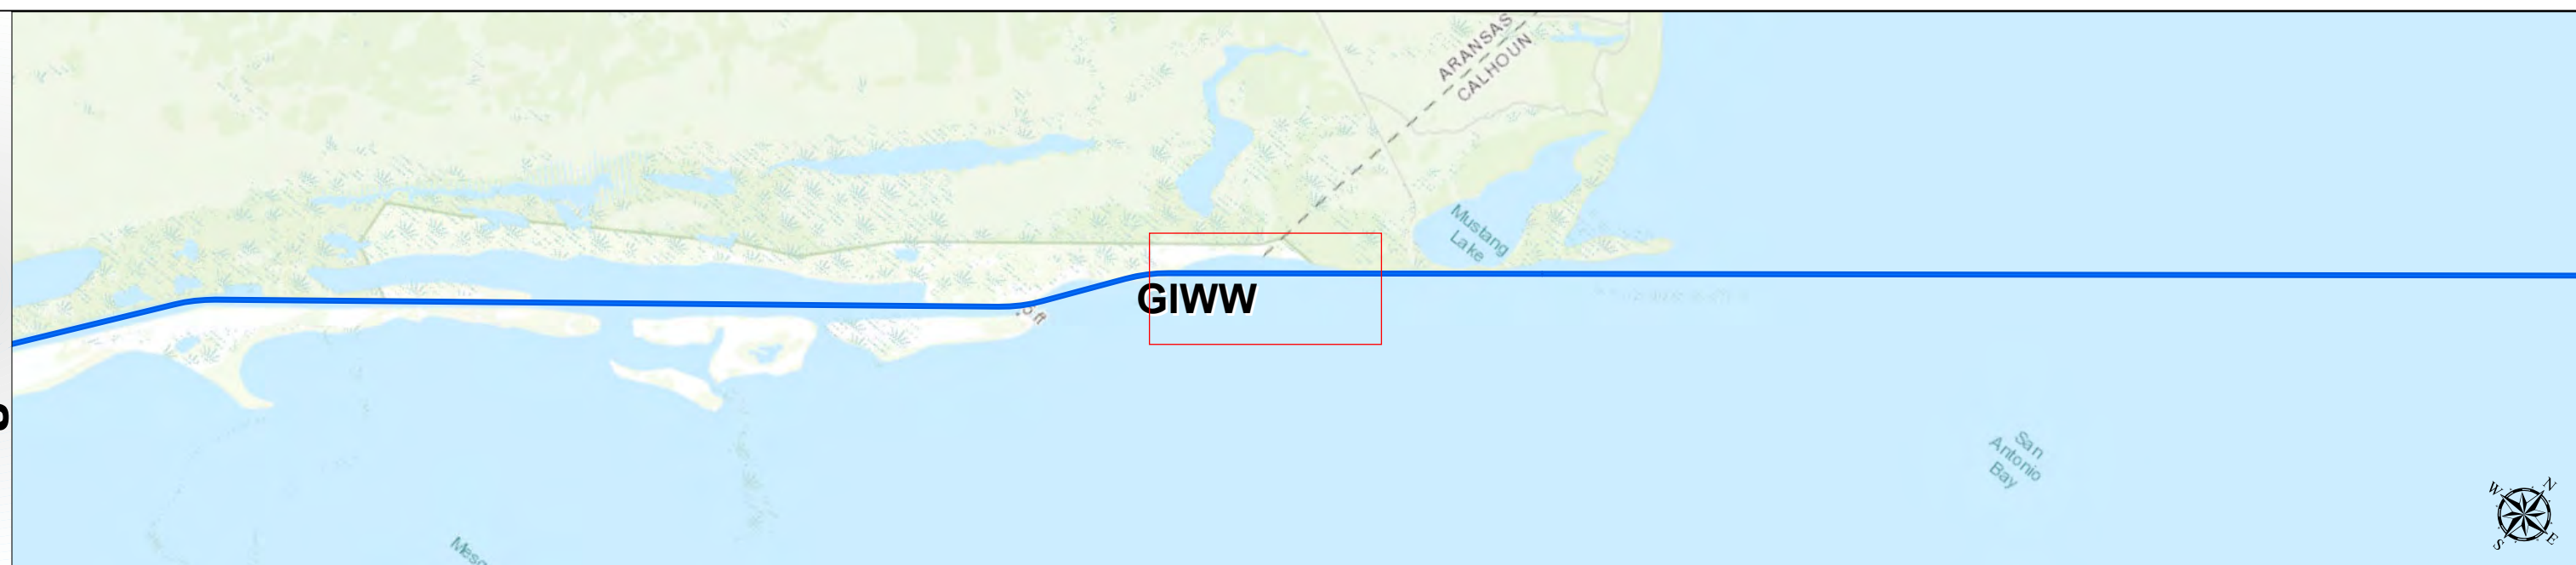 ARANSAS
CALHOUN
Mustang
Lake
GIWW
San
Antonio
Bay
W N
S E